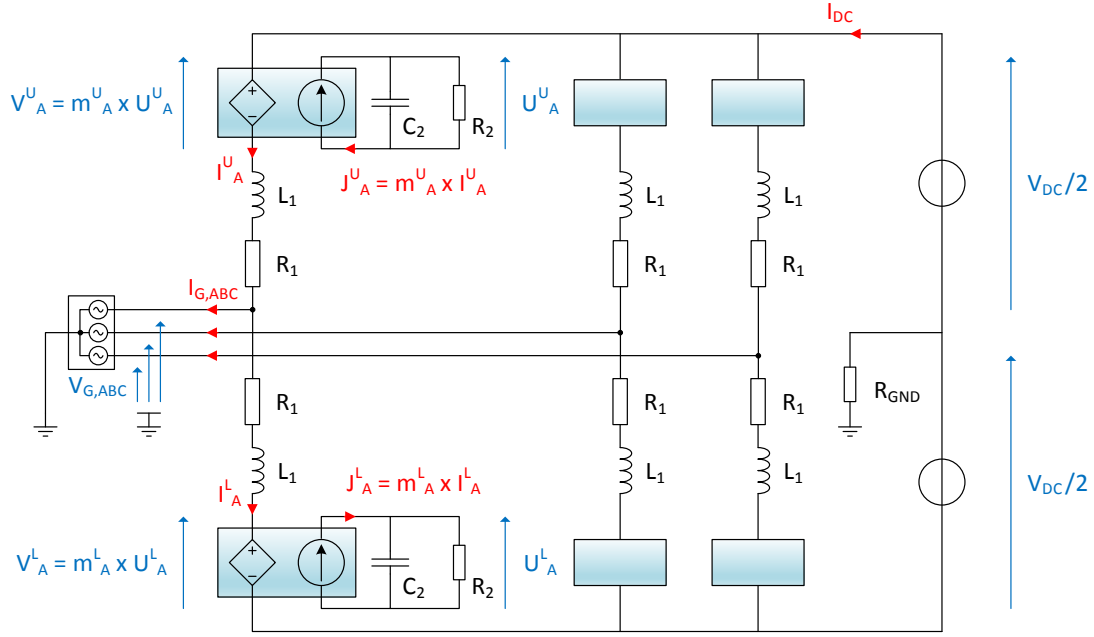 I_DC
V^U_A = m^U_A x U^U_A
C_2
R_2
U^U_A
I^U_A
J^U_A = m^U_A x I^U_A
V_DC/2
L_1
L_1
L_1
R_1
R_1
R_1
I_G,ABC
V_G,ABC
R_GND
R_1
R_1
R_1
L_1
L_1
L_1
V_DC/2
I^L_A
J^L_A = m^L_A x I^L_A
V^L_A = m^L_A x U^L_A
C_2
R_2
U^L_A